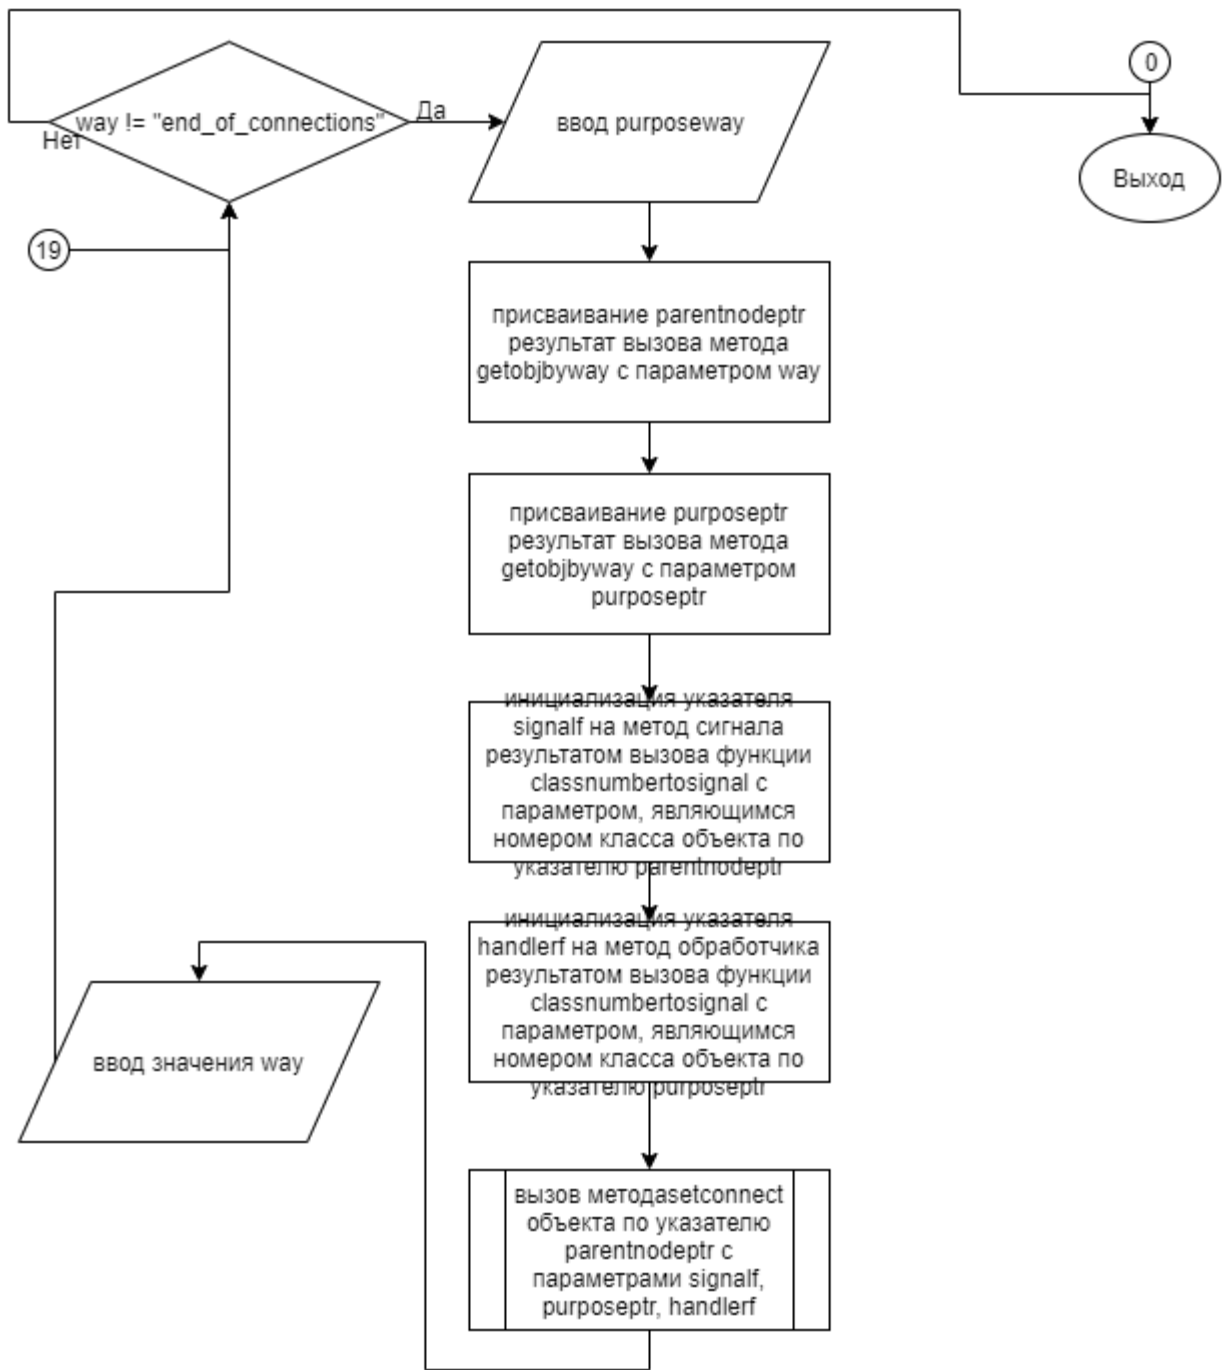 0
way != "end_of_connections"
Да
Нет
ввод purposeway
Выход
19
присваивание parentnodeptr
результат вызова метода
getobjbyway с параметром way
присваивание purposeptr
результат вызова метода
getobjbyway с параметром
purposeptr
инициализация указателя
signalf на метод сигнала
результатом вызова функции
classnumbertosignal с
параметром, являющимся
номером класса объекта по
указателю parentnodeptr
инициализация указателя
handlerf на метод обработчика
результатом вызова функции
classnumbertosignal с
параметром, являющимся
номером класса объекта по
указателю purposeptr
ввод значения way
вызов методаsetconnect
объекта по указателю
parentnodeptr с
параметрами signalf,
purposeptr, handlerf